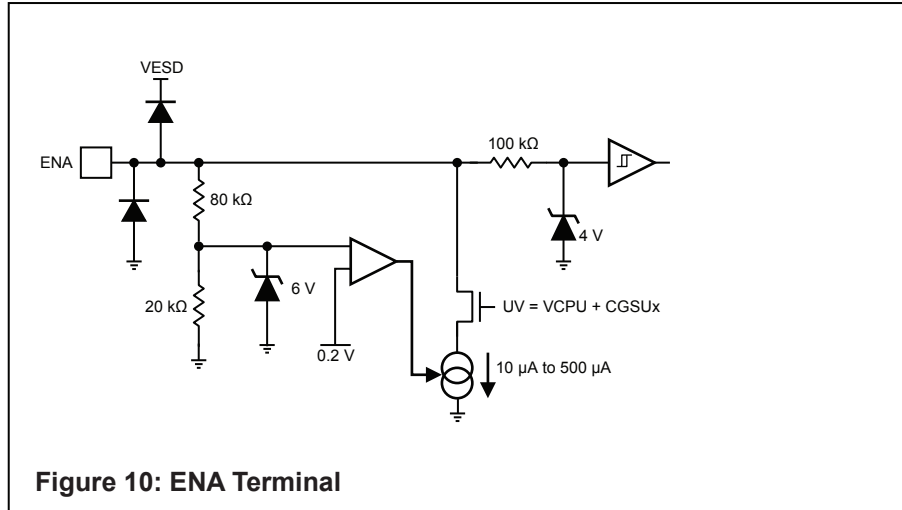 VESD
ENA
100 kΩ
80 kΩ
4 V
6 V
20 kΩ
UV = VCPU + CGSUx
0.2 V
10 µA to 500 µA
Figure 10: ENA Terminal